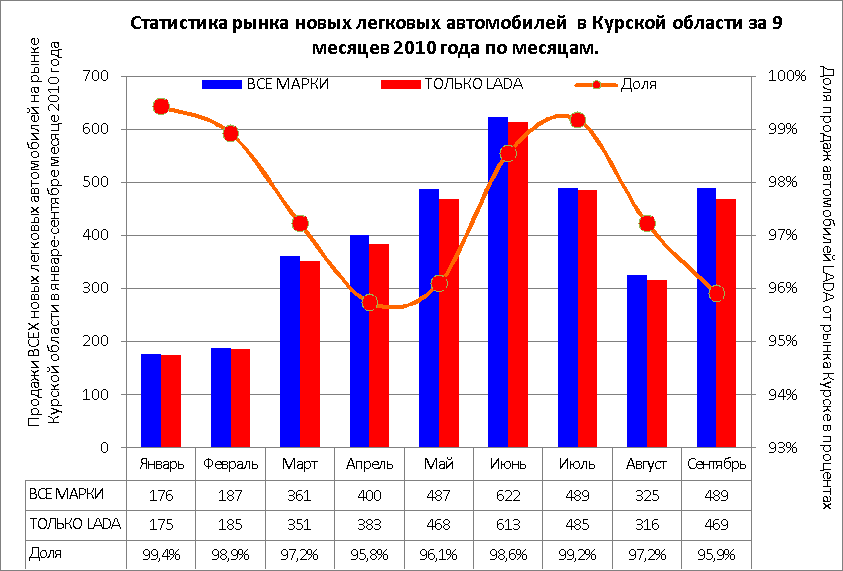 Статистика рынка новых легковых автомобилей в Курской области за 9
месяцев 2010 года по месяцам.
Продажи ВСЕХ новых легковых автомобилей на рынке
Курской области в январе-сентябре месяце 2010 года
700
600
500
400
300
200
100
0
ВСЕ МАРКИ ТОЛЬКО LADA Доля
100%
99%
98%
97%
96%
95%
94%
93%
Доля продаж автомобилей LADA от рынка Курске в процентах
Январь Февраль Март Апрель Май Июнь Июль Август Сентябрь
ВСЕ МАРКИ 176 187 361 400 487 622 489 325 489
ТОЛЬКО LADA 175 185 351 383 468 613 485 316 469
Доля 99,4% 98,9% 97,2% 95,8% 96,1% 98,6% 99,2% 97,2% 95,9%